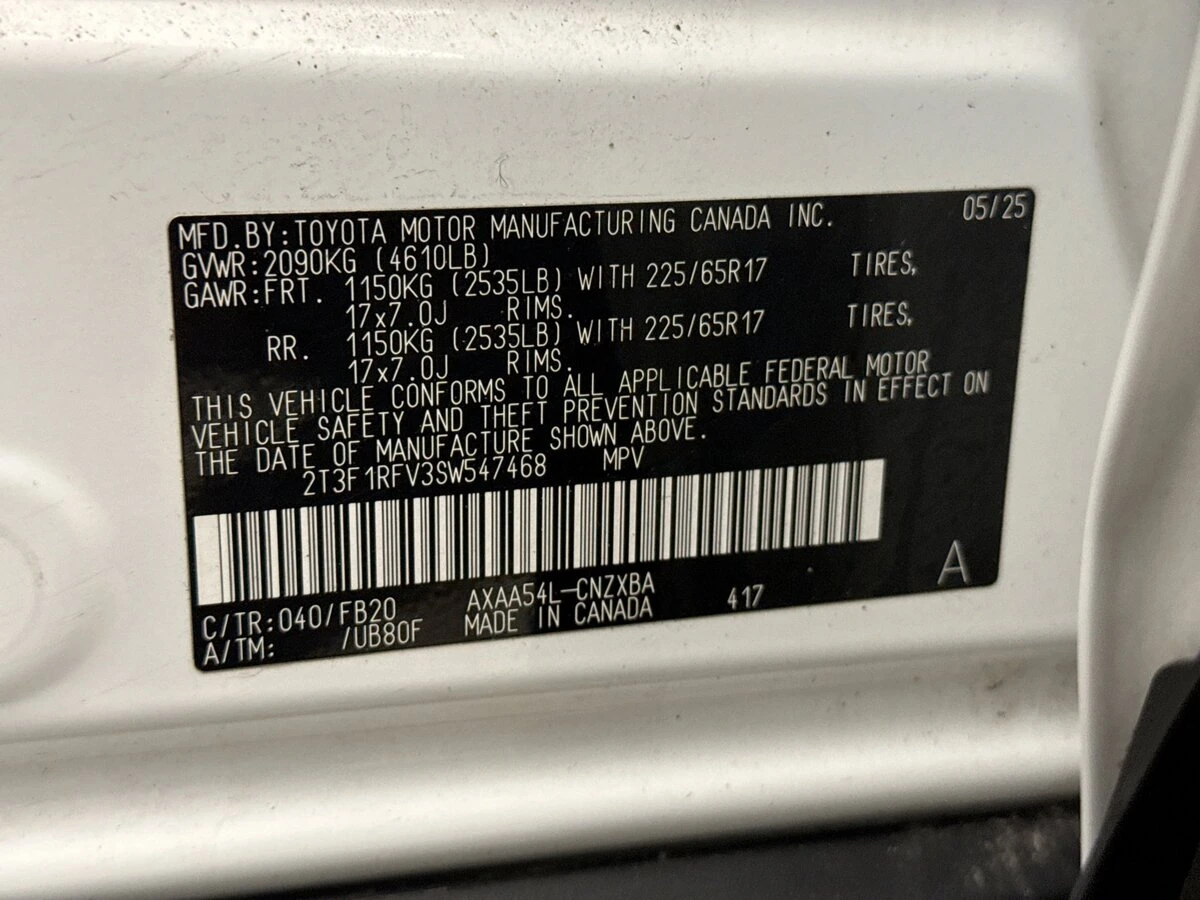 MFD.BY:TOYOTA MOTOR MANUFACTURING CANADA INC. 05/25
GVWR:2090KG (4610LB)
GAWR:FRT. 1150KG (2535LB) WITH 225/65R17 TIRES,
17x7.0J RIMS.
RR. 1150KG (2535LB) WITH 225/65R17 TIRES,
17x7.0J RIMS.
THIS VEHICLE CONFORMS TO ALL APPLICABLE FEDERAL MOTOR
VEHICLE SAFETY AND THEFT PREVENTION STANDARDS IN EFFECT ON
THE DATE OF MANUFACTURE SHOWN ABOVE.
2T3F1RFV3SW547468 MPV
C/TR:040/FB20 AXAA54L-CNZXBA 417 A
A/TM: /UB80F MADE IN CANADA